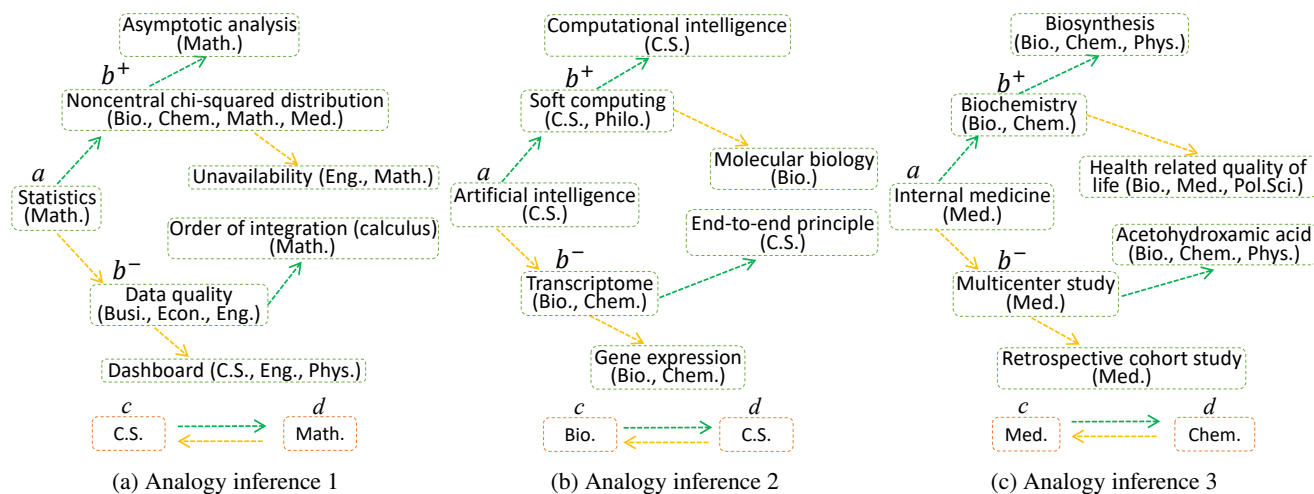 Asymptotic analysis
(Math.)
b⁺
Noncentral chi-squared distribution
(Bio., Chem., Math., Med.)
Unavailability (Eng., Math.)
a
Statistics
(Math.)
Order of integration (calculus)
(Math.)
b⁻
Data quality
(Busi., Econ., Eng.)
Dashboard (C.S., Eng., Phys.)
c
d
C.S.
Math.
(a) Analogy inference 1
Computational intelligence
(C.S.)
b⁺
Soft computing
(C.S., Philo.)
Molecular biology
(Bio.)
a
Artificial intelligence
(C.S.)
End-to-end principle
(C.S.)
b⁻
Transcriptome
(Bio., Chem.)
Gene expression
(Bio., Chem.)
c
d
Bio.
C.S.
(b) Analogy inference 2
Biosynthesis
(Bio., Chem., Phys.)
b⁺
Biochemistry
(Bio., Chem.)
Health related quality of
life (Bio., Med., Pol.Sci.)
a
Internal medicine
(Med.)
Acetohydroxamic acid
(Bio., Chem., Phys.)
b⁻
Multicenter study
(Med.)
Retrospective cohort study
(Med.)
c
d
Med.
Chem.
(c) Analogy inference 3